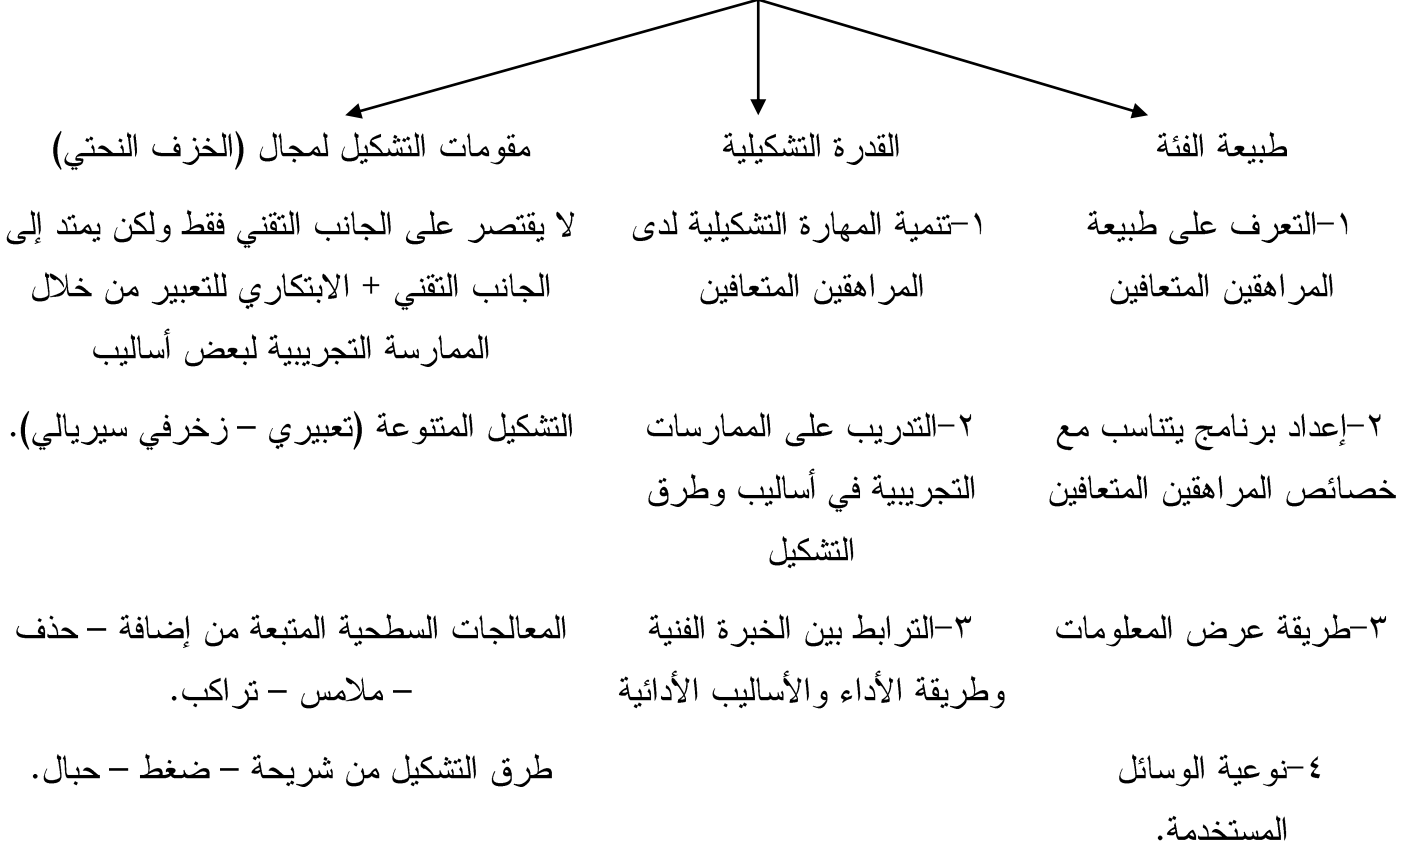 طبيعة الفئة
١-التعرف على طبيعة
المراهقين المتعافين
٢-إعداد برنامج يتناسب مع
خصائص المراهقين المتعافين
٣-طريقة عرض المعلومات
٤-نوعية الوسائل
المستخدمة.
القدرة التشكيلية
١-تنمية المهارة التشكيلية لدى
المراهقين المتعافين
٢-التدريب على الممارسات
التجريبية في أساليب وطرق
التشكيل
٣-الترابط بين الخبرة الفنية
وطريقة الأداء والأساليب الأدائية
مقومات التشكيل لمجال (الخزف النحتي)
لا يقتصر على الجانب التقني فقط ولكن يمتد إلى
الجانب التقني + الابتكاري للتعبير من خلال
الممارسة التجريبية لبعض أساليب
التشكيل المتنوعة (تعبيري – زخرفي سيريالي).
المعالجات السطحية المتبعة من إضافة – حذف
– ملامس – تراكب.
طرق التشكيل من شريحة – ضغط – حبال.